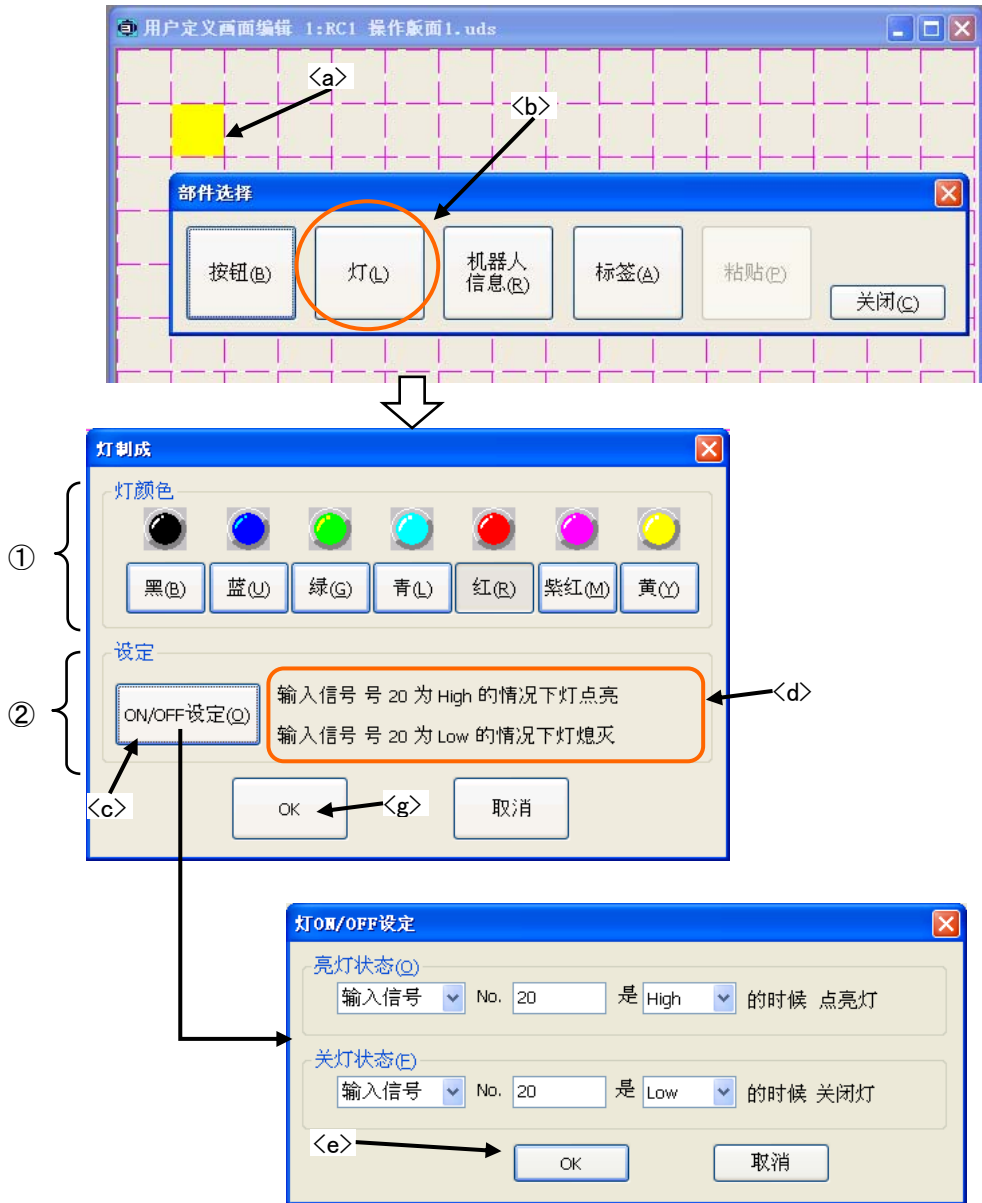 用户定义画面编辑 1:RC1 操作版面1.uds
<a>
<b>
部件选择
按钮(B)
灯(L)
机器人
信息(R)
标签(A)
粘贴(P)
关闭(C)
灯制成
①
灯颜色
黑(B) 蓝(U) 绿(G) 青(L) 红(R) 紫红(M) 黄(Y)
②
设定
ON/OFF设定(O)
输入信号 号 20 为 High 的情况下灯点亮
输入信号 号 20 为 Low 的情况下灯熄灭
<d>
<c>
OK
<g>
取消
灯ON/OFF设定
亮灯状态(O)
输入信号 No. 20 是 High 的时候 点亮灯
关灯状态(F)
输入信号 No. 20 是 Low 的时候 关闭灯
<e>
OK 取消